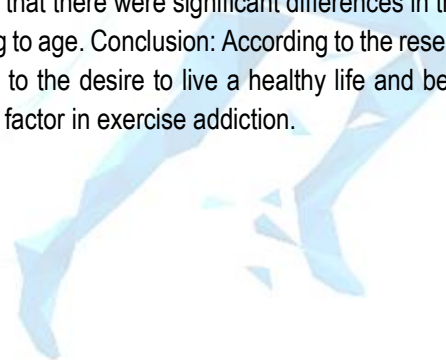 that there were significant differences in th
g to age. Conclusion: According to the rese
to the desire to live a healthy life and be
factor in exercise addiction.